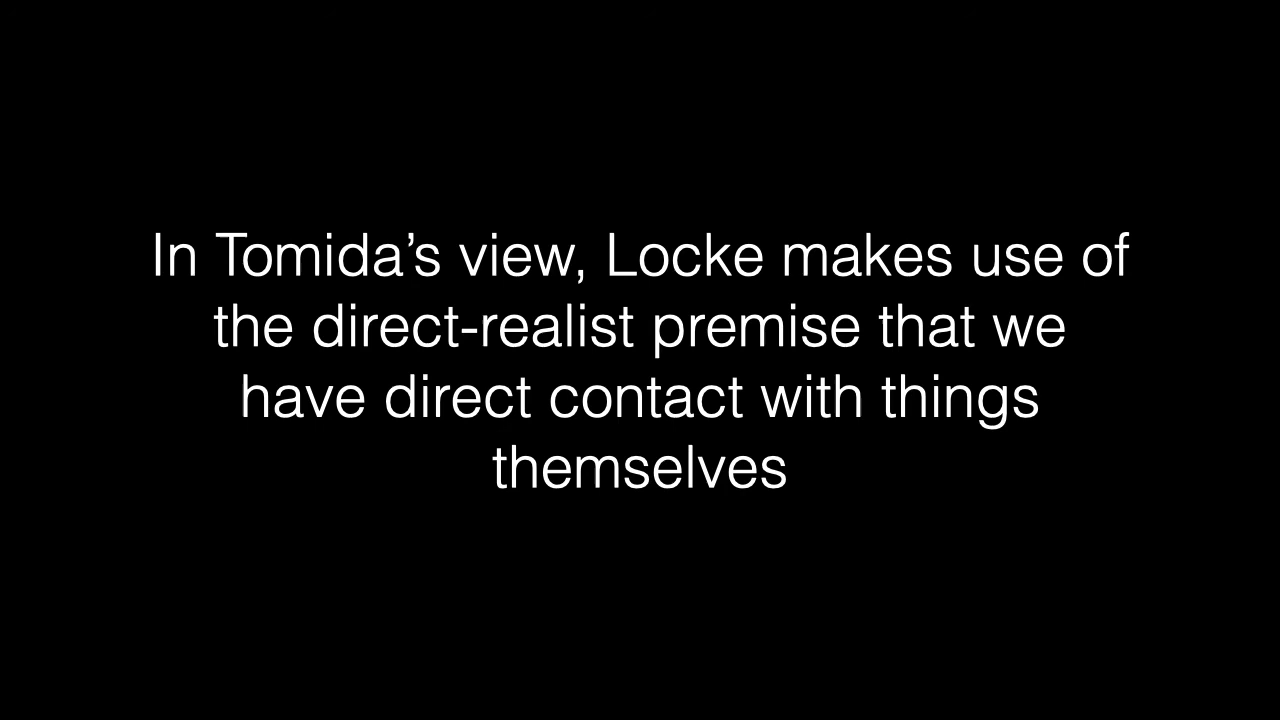 In Tomida’s view, Locke makes use of
the direct-realist premise that we
have direct contact with things
themselves